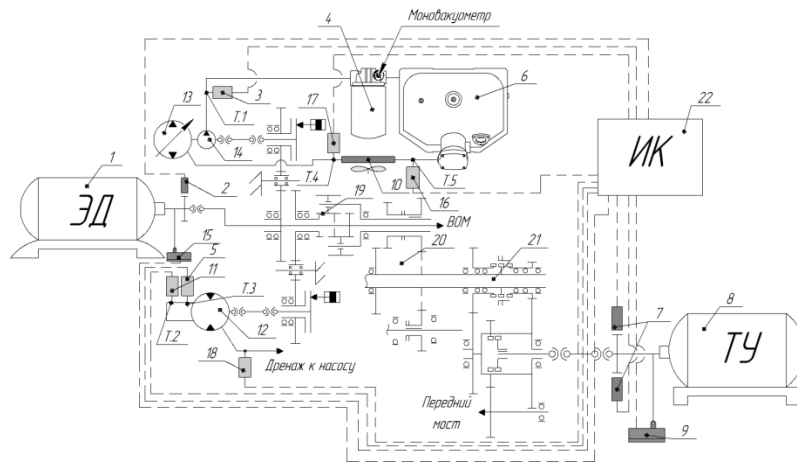 Моновакуометр
4
6
13
3
17
22
Т.1
14
ИК
1
2
Т.4
10
Т.5
19
16
ЭД
ВОМ
15
5
20
21
11
Т.3
7
8
Т.2
12
ТУ
18
Дренаж к насосу
Передний
мост
9